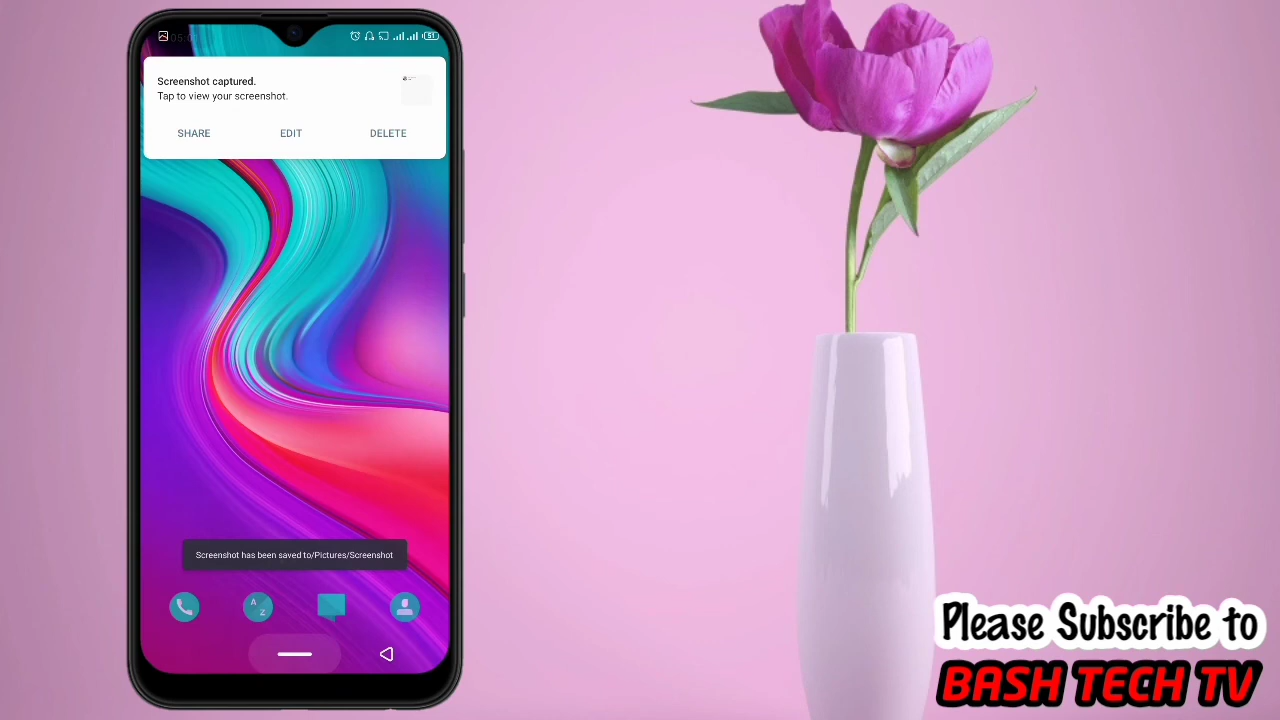 Screenshot captured.
Tap to view your screenshot.
SHARE
EDIT
DELETE
Screenshot has been saved to/Pictures/Screenshot
A
Z
Please Subscribe to
BASH TECH TV
51